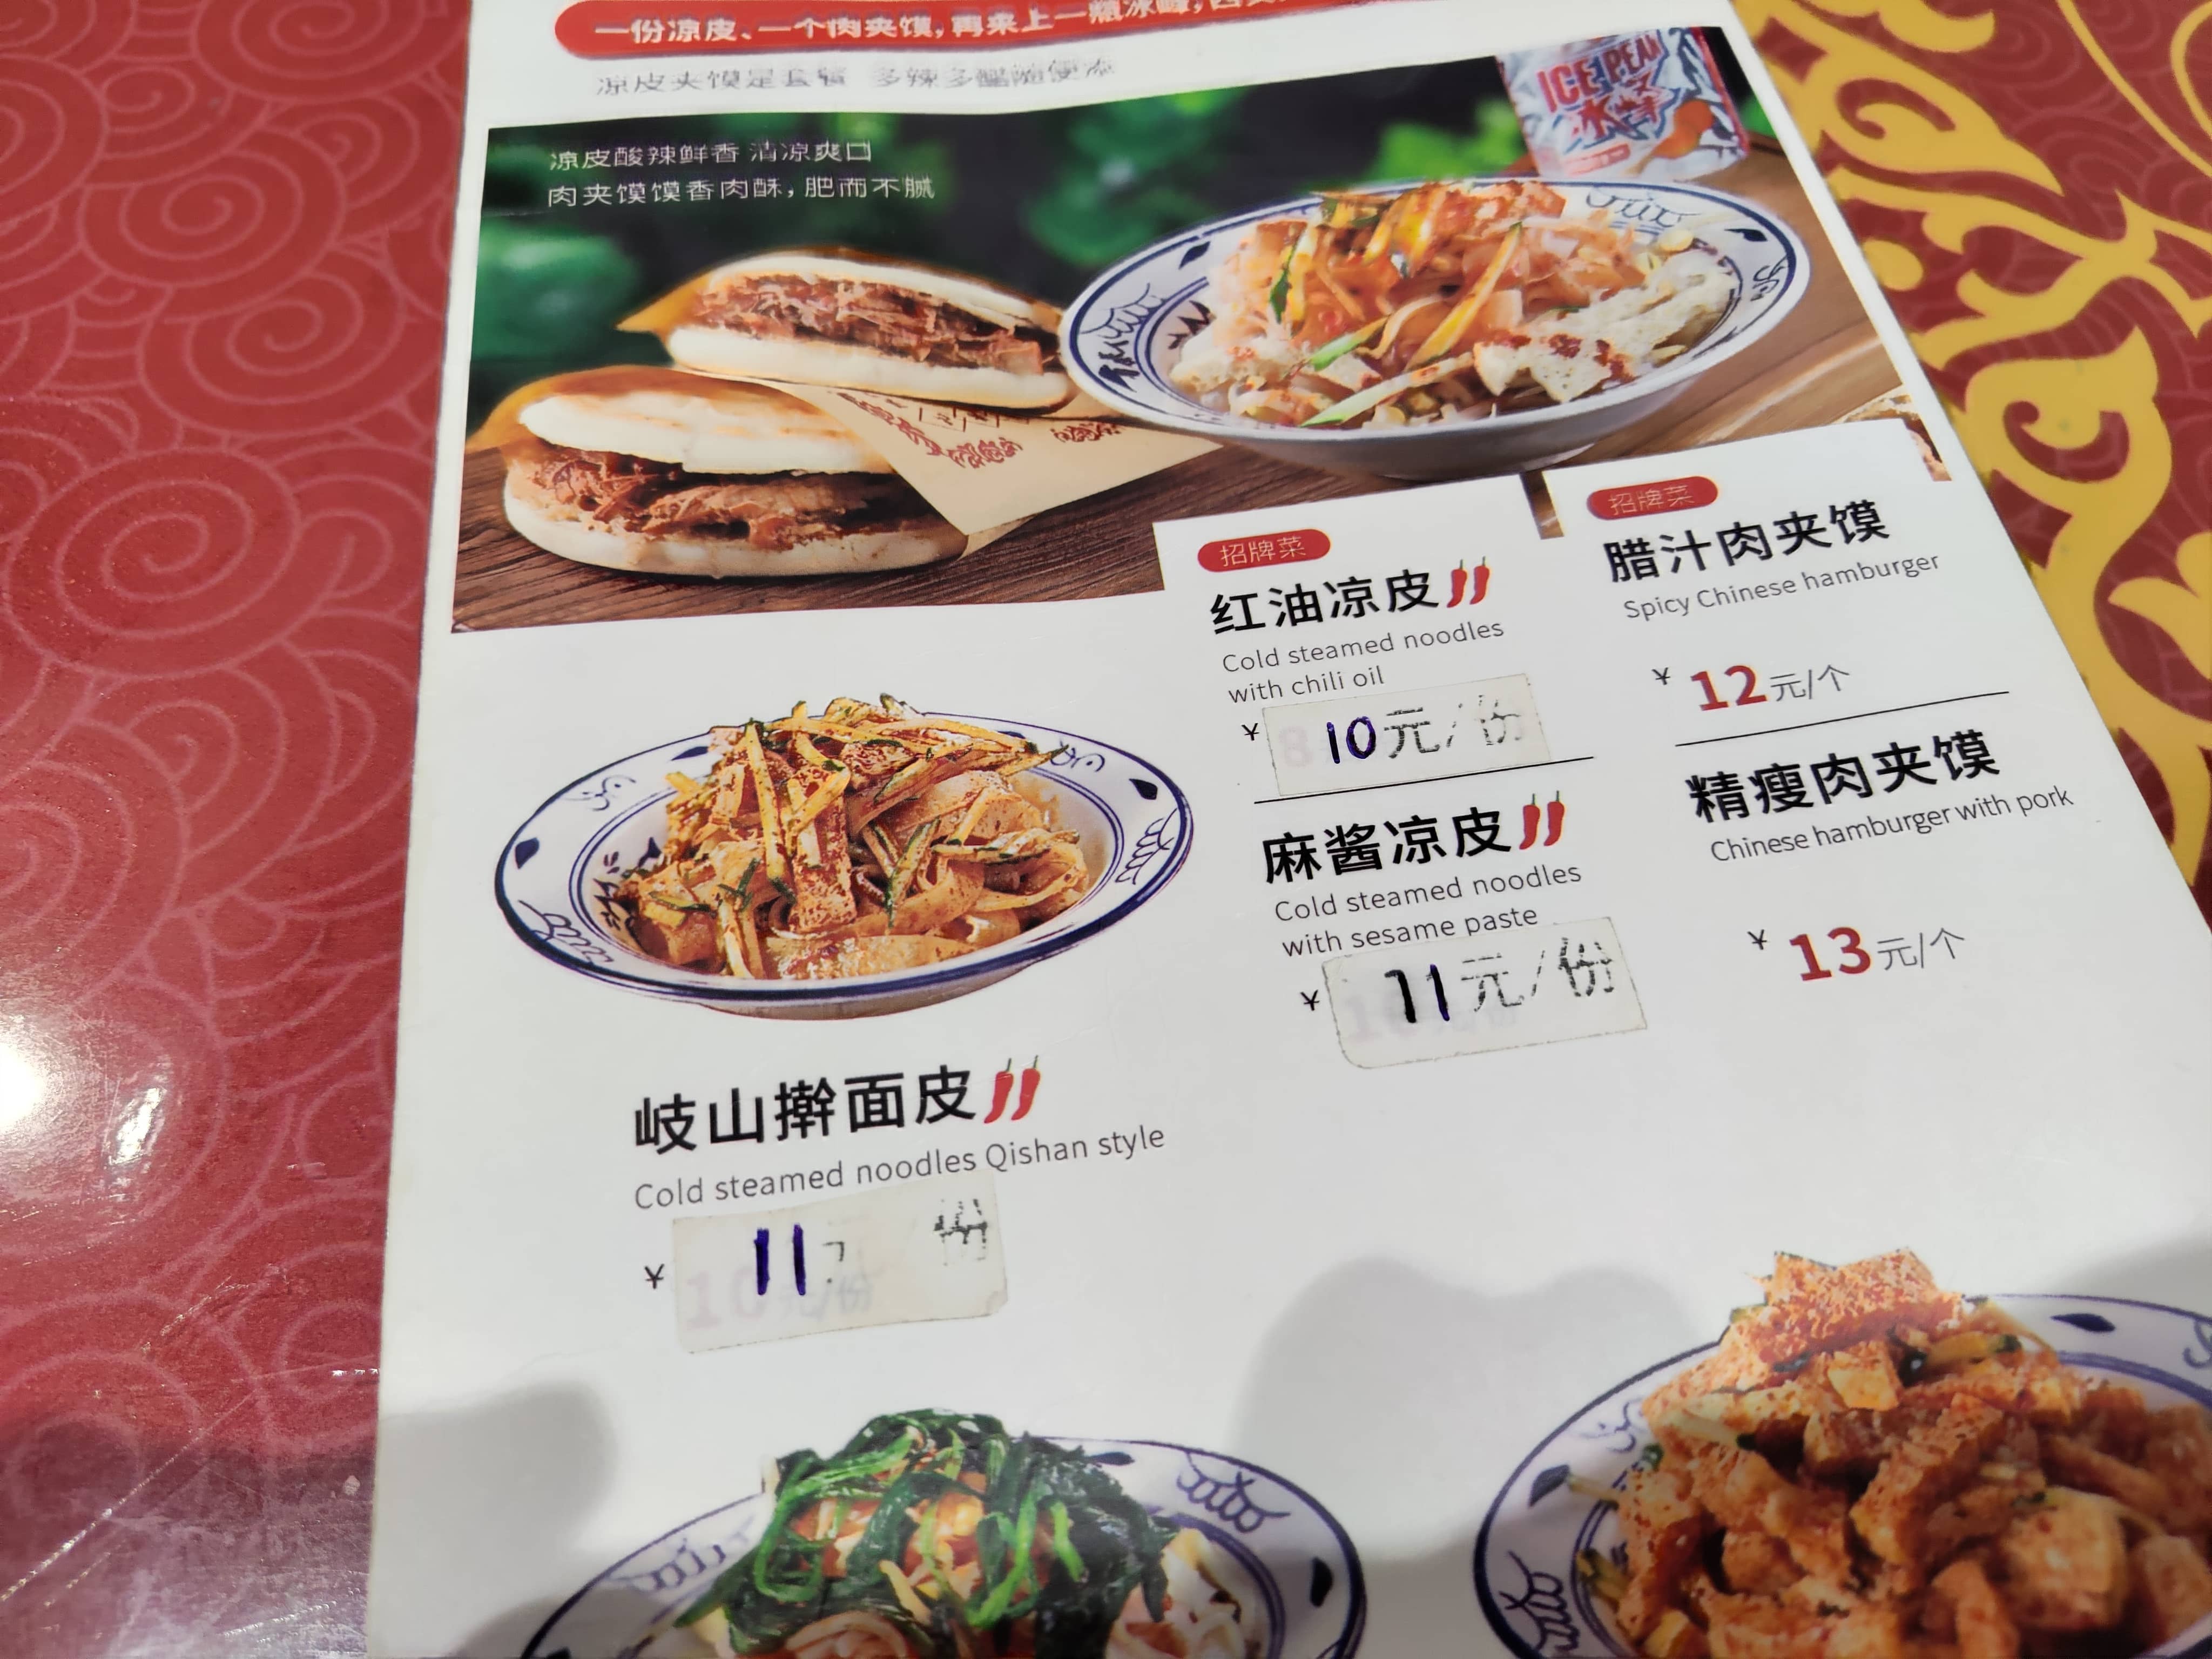 一份凉皮、一个肉夹馍，再来上一瓶冰峰，
凉皮夹馍是套餐 多辣多醋随便添
ICE PEAK
冰峰
凉皮酸辣鲜香 清凉爽口
肉夹馍馍香肉酥，肥而不腻
招牌菜
红油凉皮
Cold steamed noodles
with chili oil
¥ 10元/份
麻酱凉皮
Cold steamed noodles
with sesame paste
¥ 11元/份
招牌菜
腊汁肉夹馍
Spicy Chinese hamburger
¥ 12元/个
精瘦肉夹馍
Chinese hamburger with pork
¥ 13元/个
岐山擀面皮
Cold steamed noodles Qishan style
¥ 11元 份